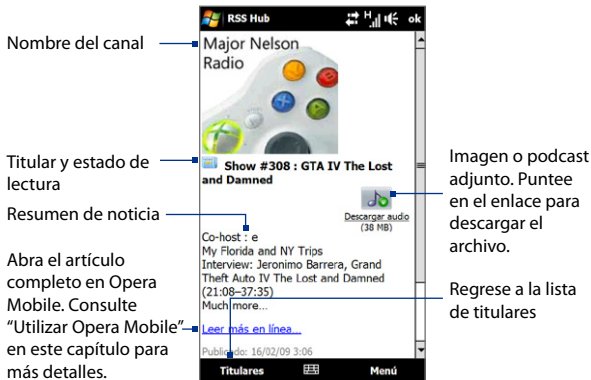 RSS Hub
H
ok
Nombre del canal
Major Nelson
Radio
Titular y estado de
lectura
Show #308 : GTA IV The Lost
and Damned
Imagen o podcast
adjunto. Puntee
en el enlace para
descargar el
archivo.
Descargar audio
(38 MB)
Resumen de noticia
Co-host : e
My Florida and NY Trips
Interview: Jeronimo Barrera, Grand
Theft Auto IV The Lost and Damned
(21:08–37:35)
Much more...
Abra el artículo
completo en Opera
Mobile. Consulte
“Utilizar Opera Mobile”
en este capítulo para
más detalles.
Leer más en línea...
Publicado: 16/02/09 3:06
Regrese a la lista
de titulares
Titulares
Menú